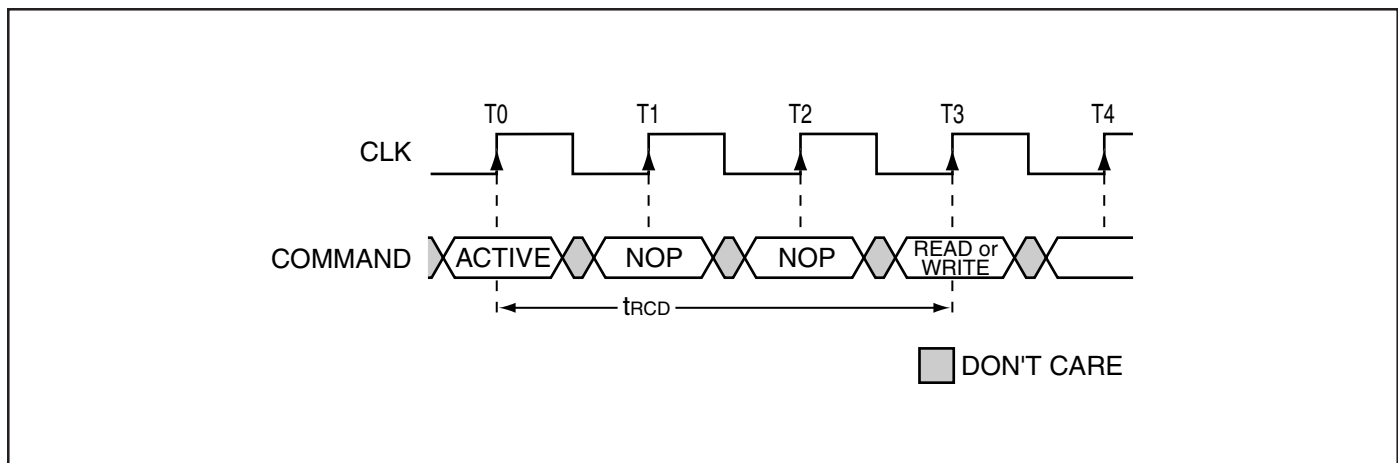 T0 T1 T2 T3 T4
CLK
COMMAND ACTIVE NOP NOP READ or
WRITE
tRCD
DON'T CARE